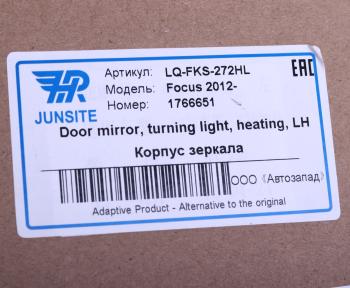 Артикул: LQ-FKS-272HL
Модель: Focus 2012-
Номер: 1766651
EAC
JUNSITE
Door mirror, turning light, heating, LH
Корпус зеркала
ООО «Автозапад»
Adaptive Product - Alternative to the original